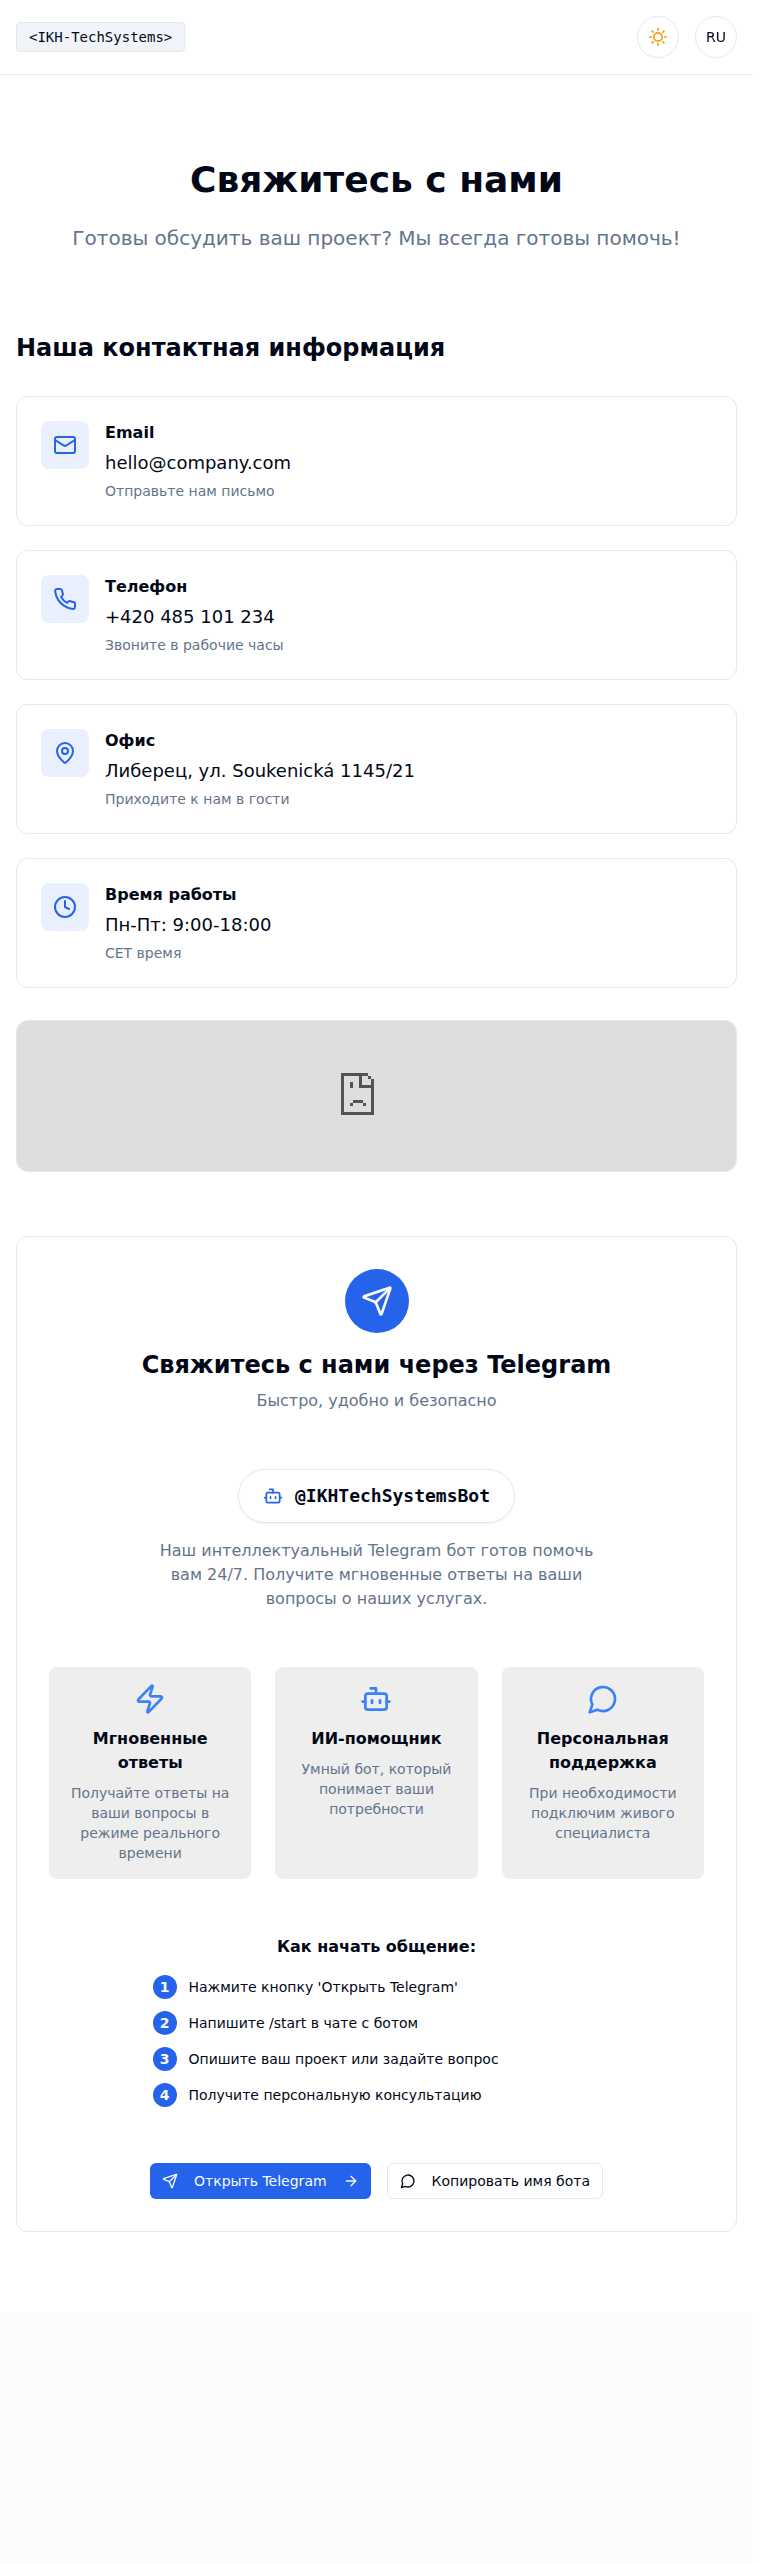 <IKH-TechSystems>
RU
Свяжитесь с нами
Готовы обсудить ваш проект? Мы всегда готовы помочь!
Наша контактная информация
Email
hello@company.com
Отправьте нам письмо
Телефон
+420 485 101 234
Звоните в рабочие часы
Офис
Либерец, ул. Soukenická 1145/21
Приходите к нам в гости
Время работы
Пн-Пт: 9:00-18:00
CET время
Свяжитесь с нами через Telegram
Быстро, удобно и безопасно
@IKHTechSystemsBot
Наш интеллектуальный Telegram бот готов помочь
вам 24/7. Получите мгновенные ответы на ваши
вопросы о наших услугах.
Мгновенные
ответы
Получайте ответы на
ваши вопросы в
режиме реального
времени
ИИ-помощник
Умный бот, который
понимает ваши
потребности
Персональная
поддержка
При необходимости
подключим живого
специалиста
Как начать общение:
1 Нажмите кнопку 'Открыть Telegram'
2 Напишите /start в чате с ботом
3 Опишите ваш проект или задайте вопрос
4 Получите персональную консультацию
Открыть Telegram
Копировать имя бота